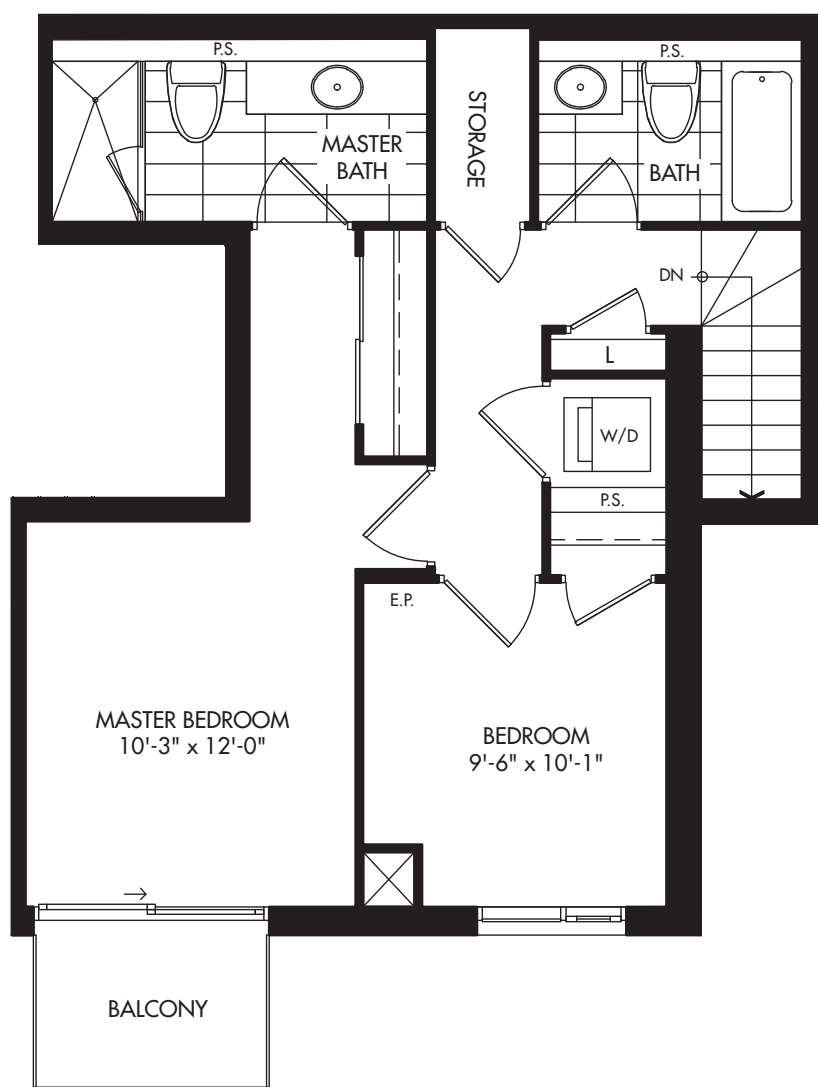 P.S.
P.S.
STORAGE
MASTER
BATH
BATH
DN
L
W/D
P.S.
E.P.
MASTER BEDROOM
10'-3" x 12'-0"
BEDROOM
9'-6" x 10'-1"
BALCONY